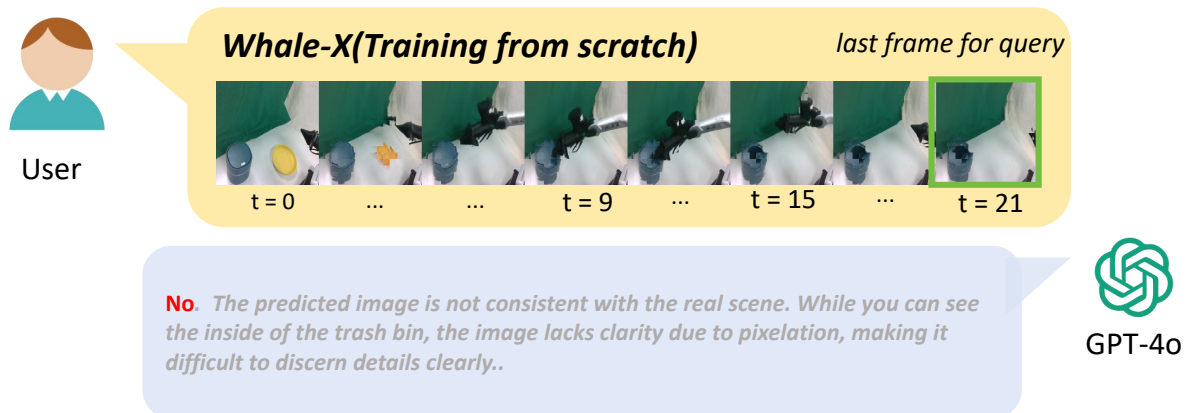 Whale-X(Training from scratch)
last frame for query
User
t = 0 ... ... t = 9 ... t = 15 ... t = 21
No. The predicted image is not consistent with the real scene. While you can see
the inside of the trash bin, the image lacks clarity due to pixelation, making it
difficult to discern details clearly..
GPT-4o